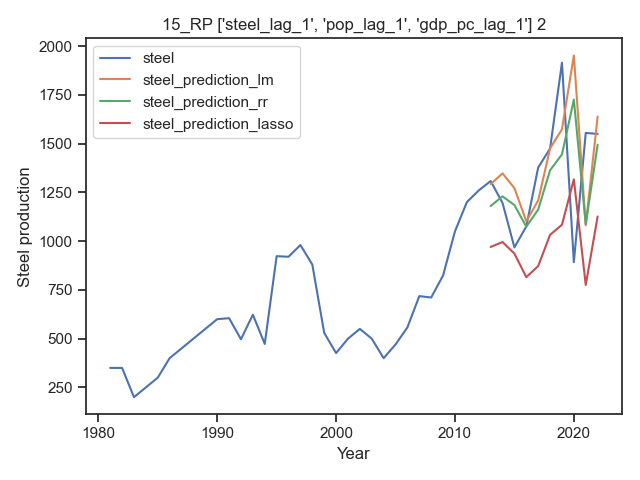 15_RP ['steel_lag_1', 'pop_lag_1', 'gdp_pc_lag_1'] 2
steel
steel_prediction_lm
steel_prediction_rr
steel_prediction_lasso
Steel production
2000
1750
1500
1250
1000
750
500
250
1980 1990 2000 2010 2020
Year